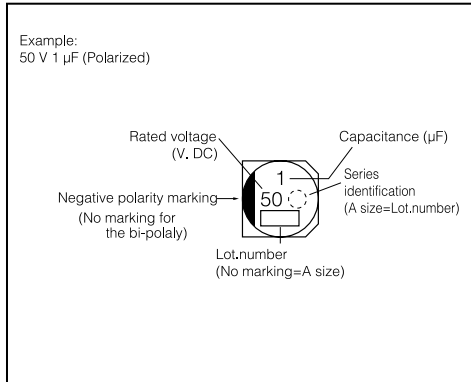 Example:
50 V 1 µF (Polarized)
Rated voltage
(V. DC)
Capacitance (µF)
1
50
Series
identification
(A size=Lot.number)
Negative polarity marking
(No marking for
the bi-polaly)
Lot.number
(No marking=A size)